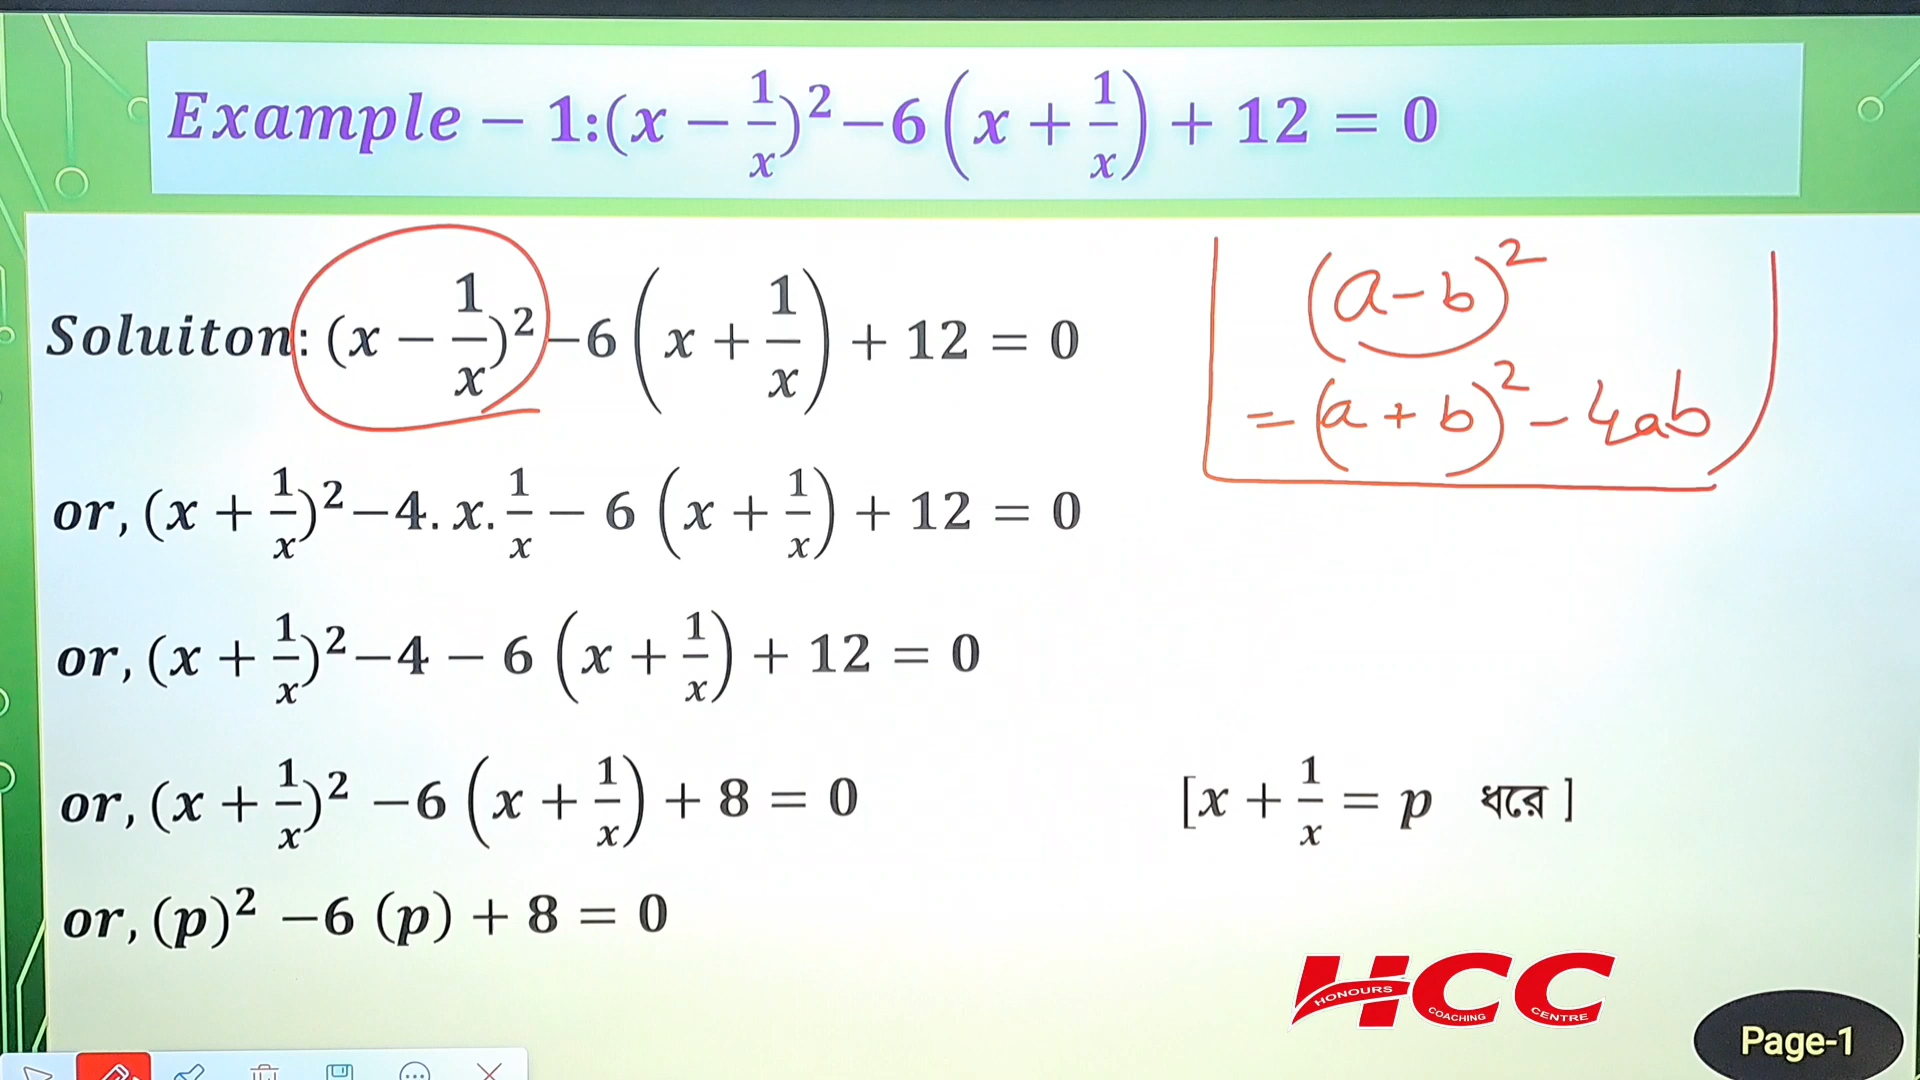 Example − 1:(x − 1/x)²−6(x + 1/x) + 12 = 0
Soluiton: (x − 1/x)²−6(x + 1/x) + 12 = 0
(a-b)²
= (a + b)² - 4ab
or, (x + 1/x)²−4. x. 1/x − 6 (x + 1/x) + 12 = 0
or, (x + 1/x)²−4 − 6 (x + 1/x) + 12 = 0
or, (x + 1/x)² −6 (x + 1/x) + 8 = 0
[x + 1/x = p ধরে ]
or, (p)² −6 (p) + 8 = 0
HCC
HONOURS COACHING CENTRE
Page-1